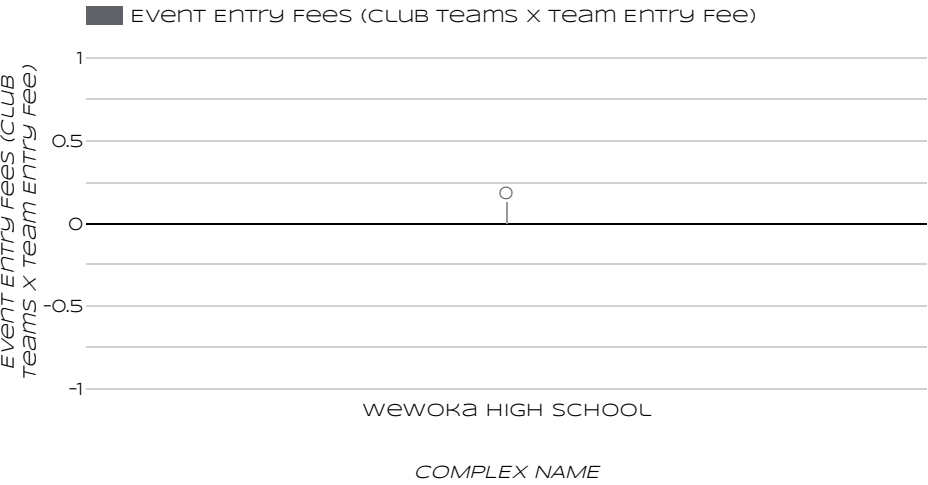 Event Entry Fees (Club Teams x Team Entry Fee)
Event Entry Fees (Club
Teams x Team Entry Fee)
1
0.5
0
-0.5
-1
0
Wewoka HIGH SCHOOL
COMPLEX NAME